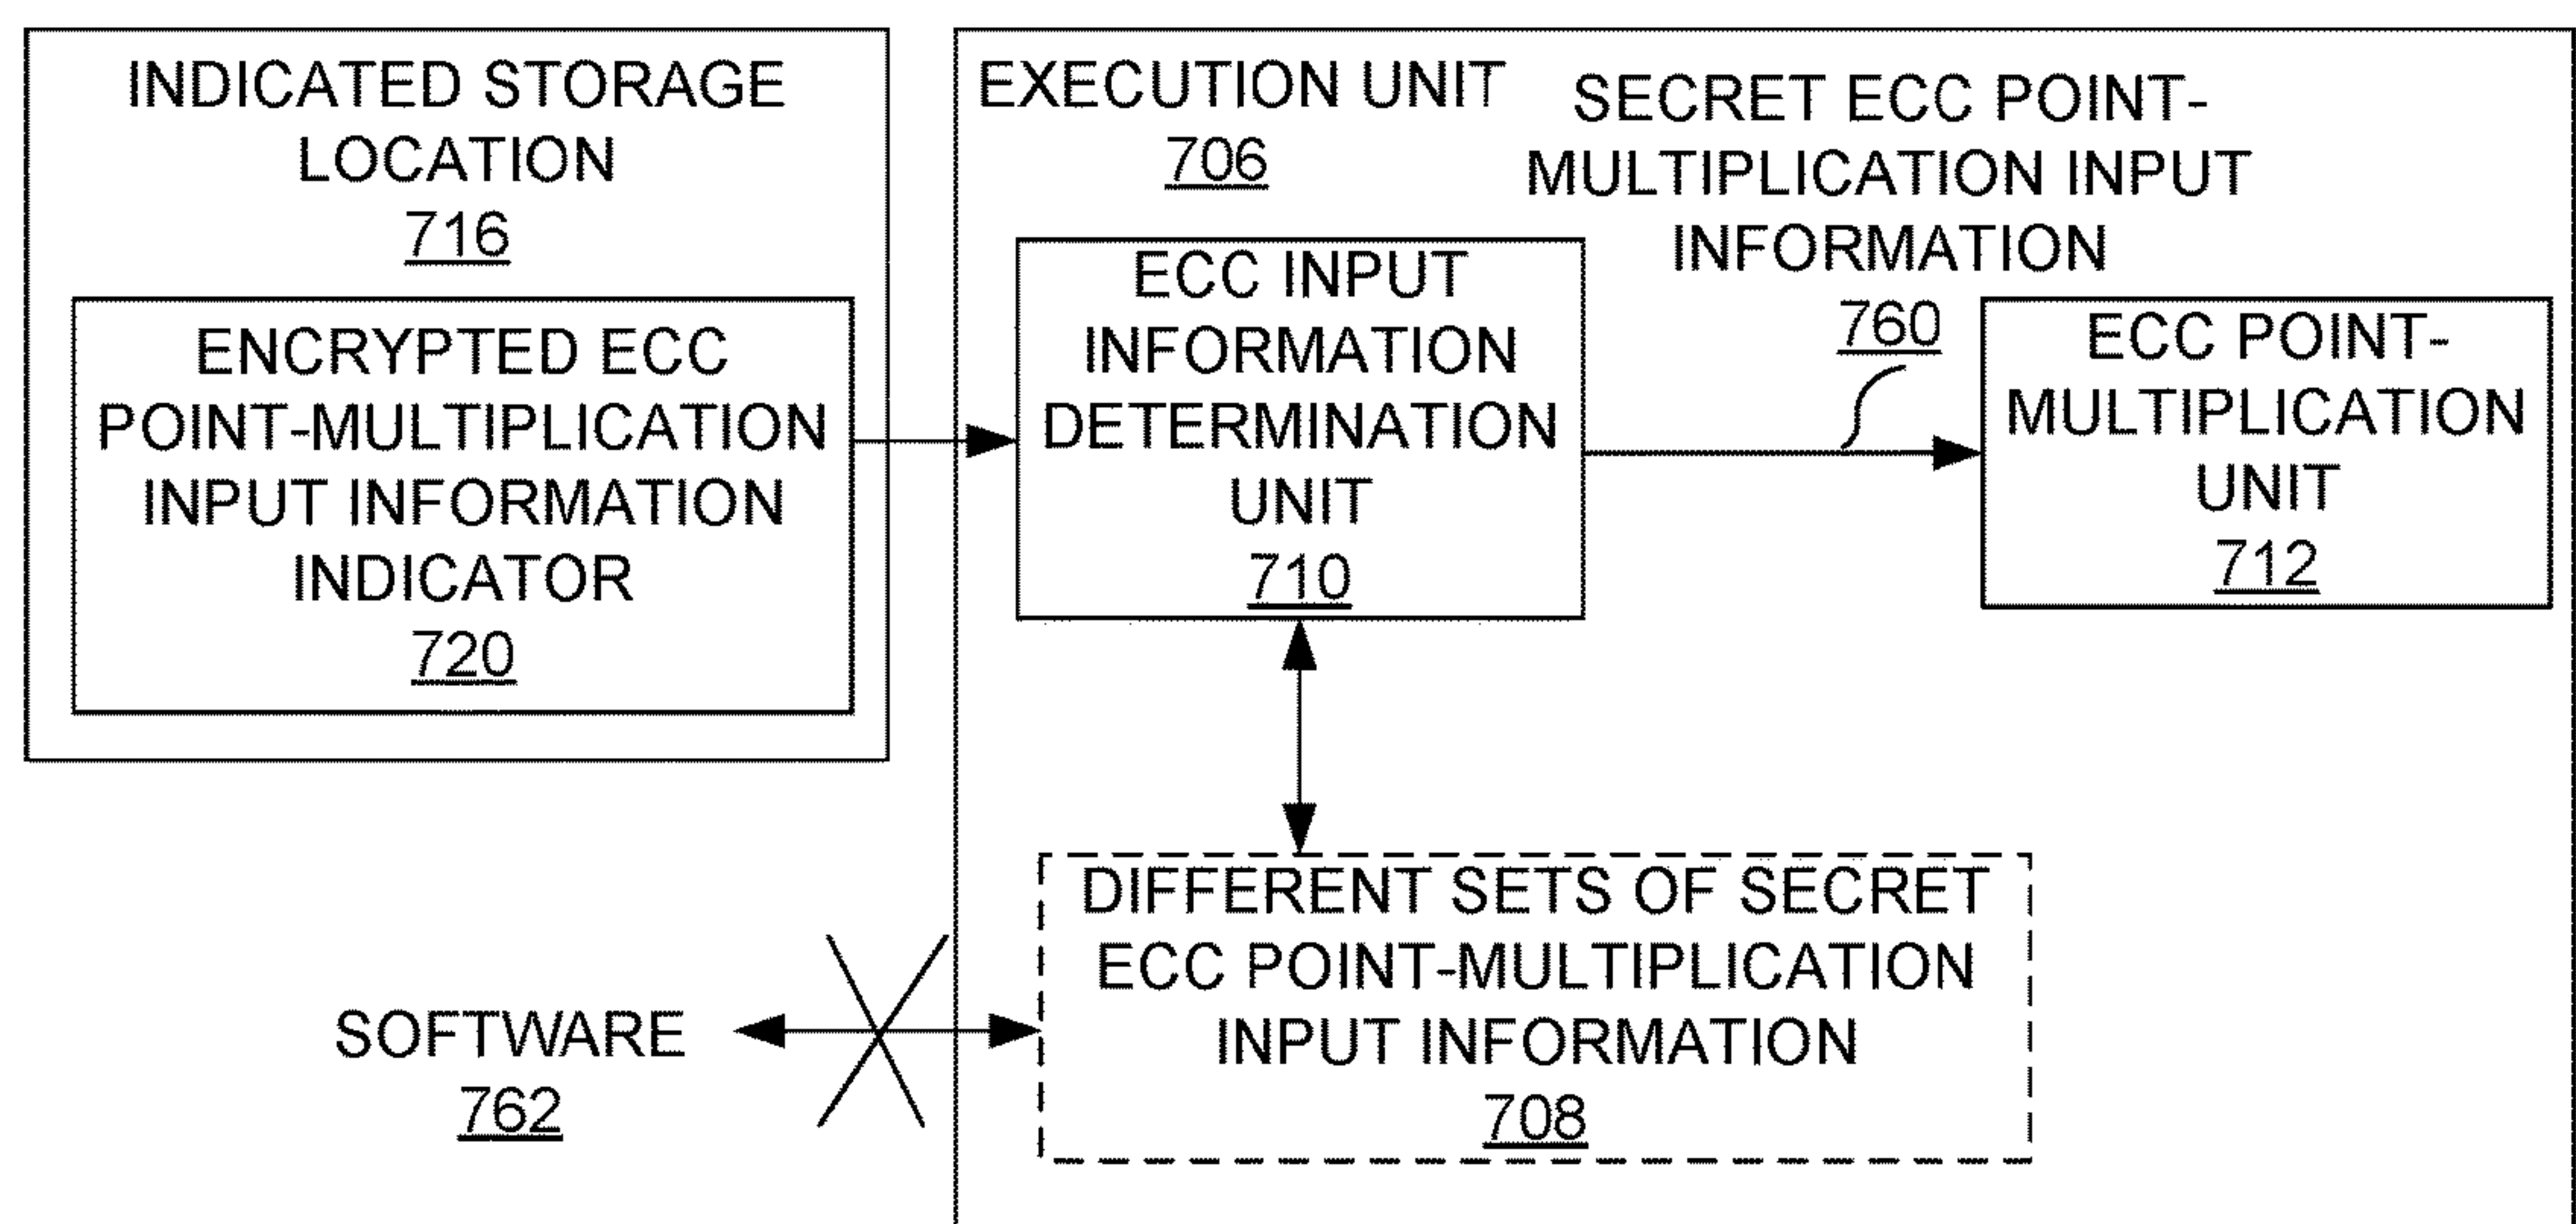 INDICATED STORAGE
LOCATION
716
ENCRYPTED ECC
POINT-MULTIPLICATION
INPUT INFORMATION
INDICATOR
720
EXECUTION UNIT
706
SECRET ECC POINT-
MULTIPLICATION INPUT
INFORMATION
760
ECC INPUT
INFORMATION
DETERMINATION
UNIT
710
ECC POINT-
MULTIPLICATION
UNIT
712
DIFFERENT SETS OF SECRET
ECC POINT-MULTIPLICATION
INPUT INFORMATION
708
SOFTWARE
762